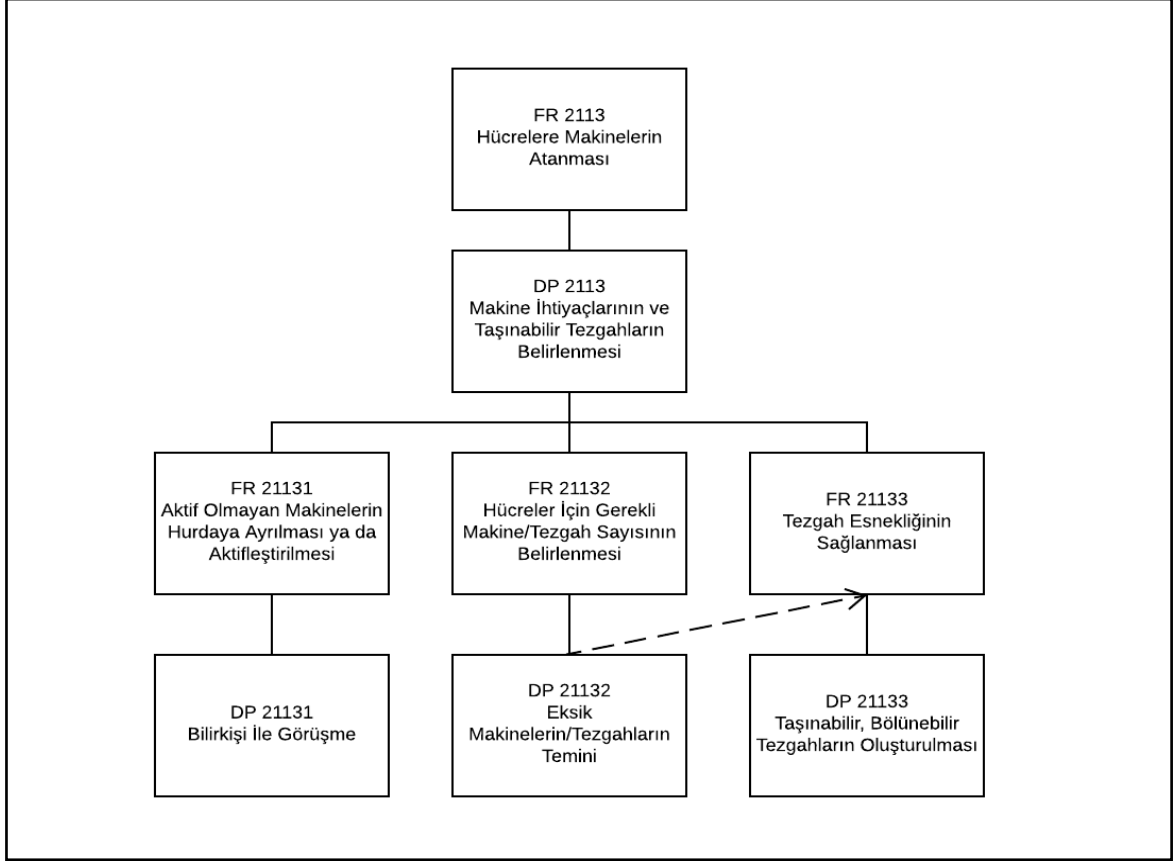 FR 2113
Hücrelere Makinelerin
Atanması
DP 2113
Makine İhtiyaçlarının ve
Taşınabilir Tezgahların
Belirlenmesi
FR 21131
Aktif Olmayan Makinelerin
Hurdaya Ayrılması ya da
Aktifleştirilmesi
FR 21132
Hücreler İçin Gerekli
Makine/Tezgah Sayısının
Belirlenmesi
FR 21133
Tezgah Esnekliğinin
Sağlanması
DP 21131
Bilirkişi İle Görüşme
DP 21132
Eksik
Makinelerin/Tezgahların
Temini
DP 21133
Taşınabilir, Bölünebilir
Tezgahların Oluşturulması